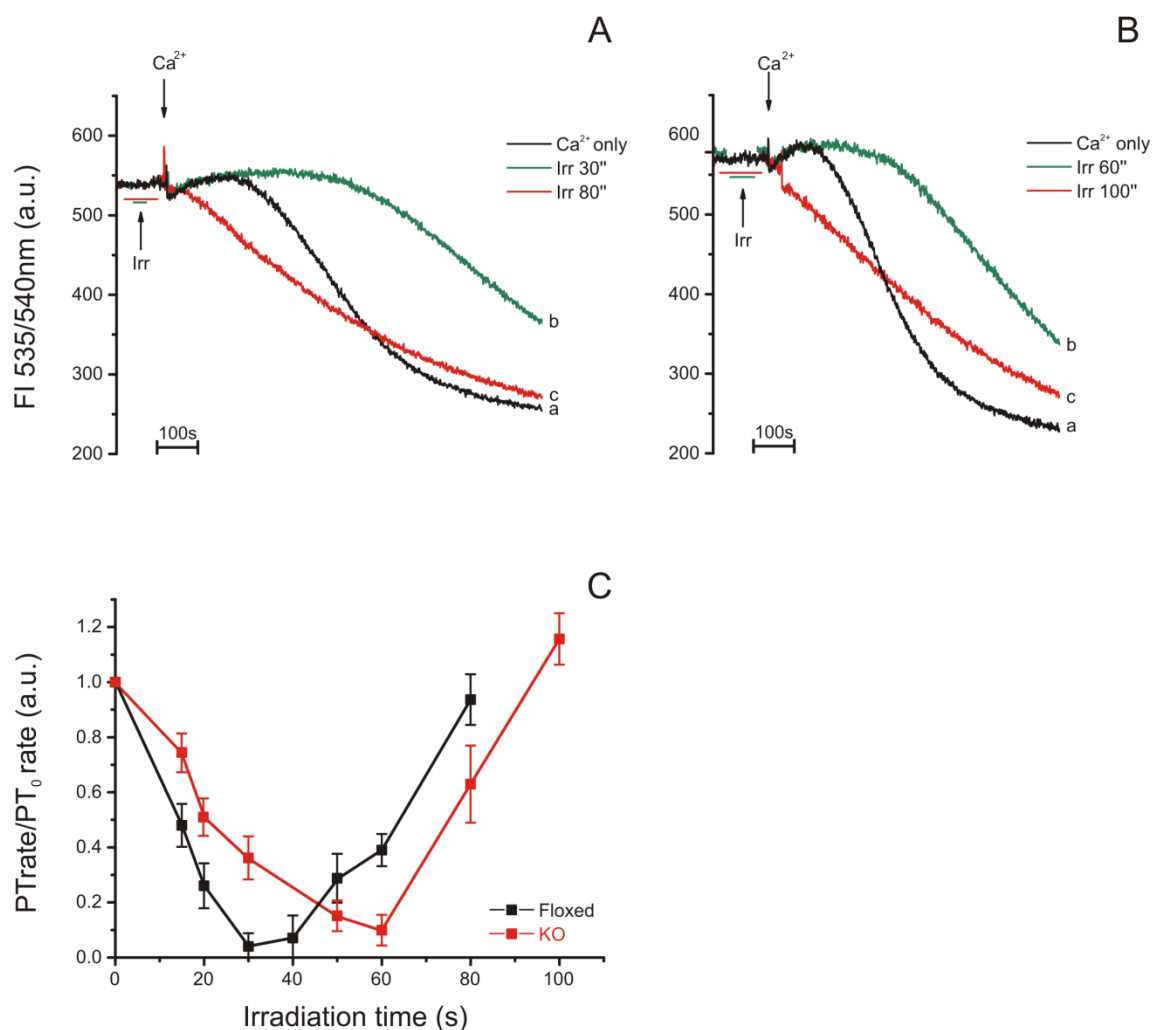 A
Ca²⁺
600
500
400
300
200
Ca²⁺ only
Irr 30"
Irr 80"
Irr
b
c
a
100s
FI 535/540nm (a.u.)
B
Ca²⁺
600
500
400
300
200
Ca²⁺ only
Irr 60"
Irr 100"
Irr
b
c
a
100s
C
1.2
1.0
0.8
0.6
0.4
0.2
0.0
PTrate/PT₀ rate (a.u.)
Floxed
KO
0 20 40 60 80 100
Irradiation time (s)